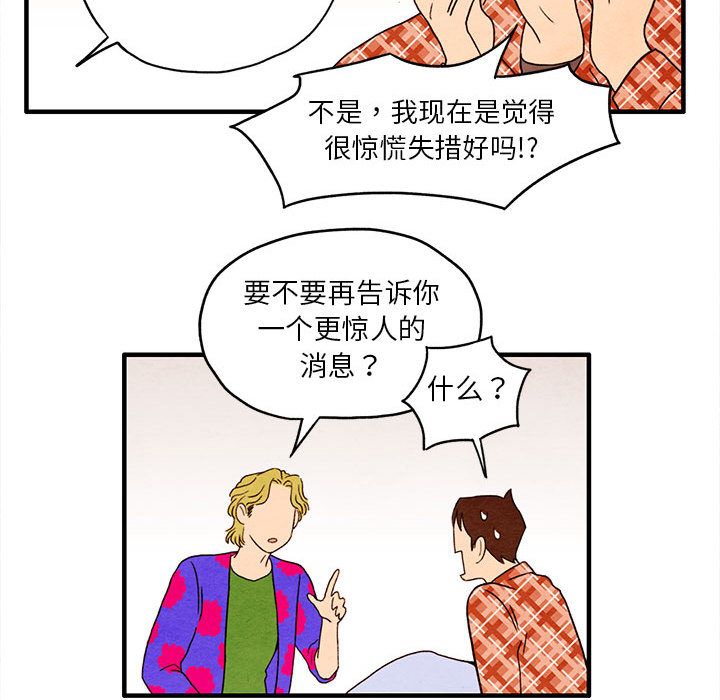 不是，我现在是觉得
很惊慌失措好吗!?
要不要再告诉你
一个更惊人的
消息？
什么？